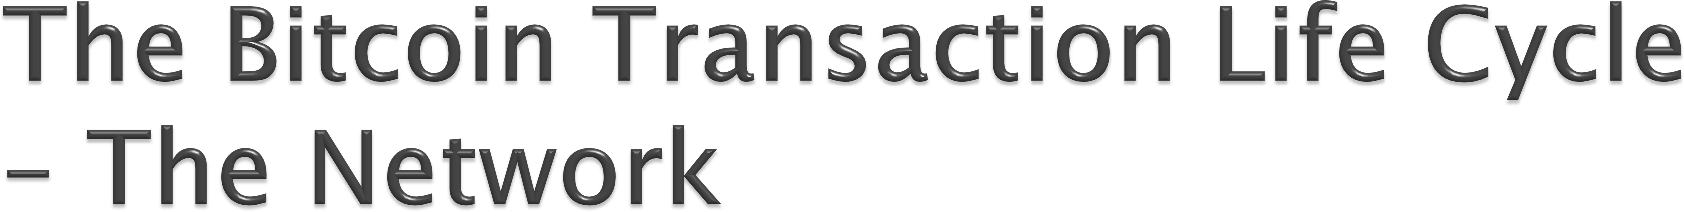 The Bitcoin Transaction Life Cycle
– The Network